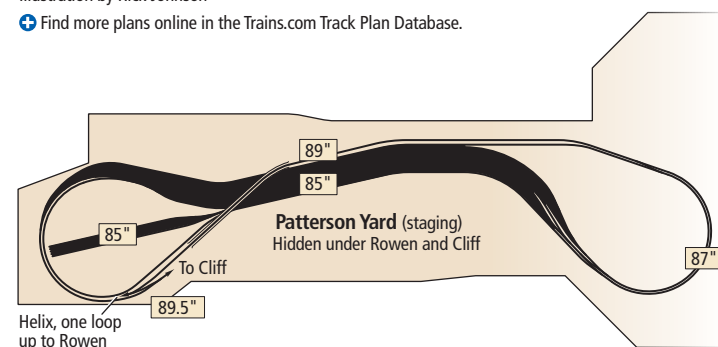 Find more plans online in the Trains.com Track Plan Database.
89"
85"
Patterson Yard (staging)
Hidden under Rowen and Cliff
85"
To Cliff
87"
89.5"
Helix, one loop
up to Rowen